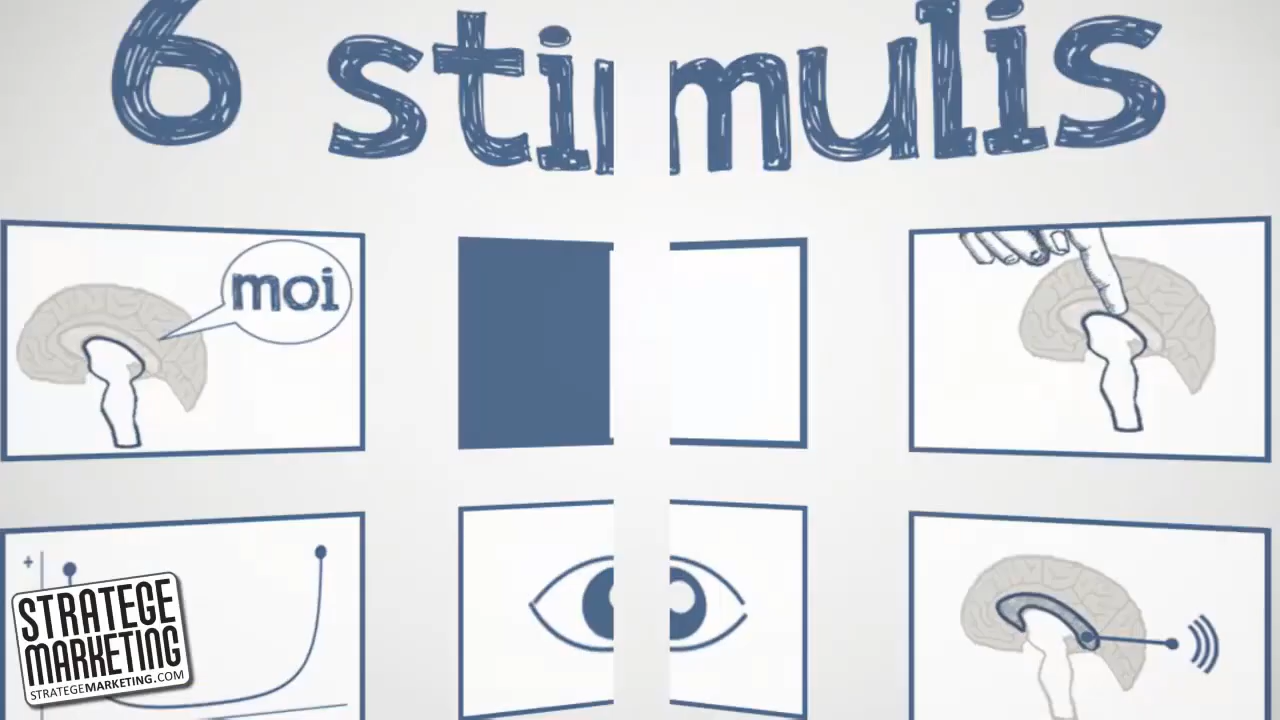 6 stimulis
moi
+
STRATEGE
MARKETING
STRATEGEMARKETING.COM